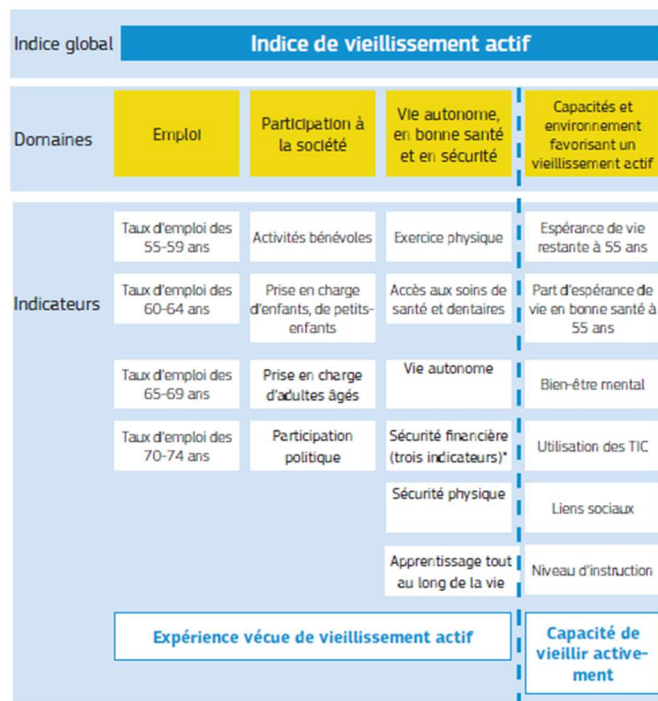 Indice global
Indice de vieillissement actif
Domaines
Emploi
Participation à
la société
Vie autonome,
en bonne santé
et en sécurité
Capacités et
environnement
favorisant un
vieillissement actif
Indicateurs
Taux d'emploi des
55-59 ans
Activités bénévoles
Exercice physique
Espérance de vie
restante à 55 ans
Taux d'emploi des
60-64 ans
Prise en charge
d'enfants, de petits-
enfants
Accès aux soins de
santé et dentaires
Part d'espérance de
vie en bonne santé à
55 ans
Taux d'emploi des
65-69 ans
Prise en charge
d'adultes âgés
Vie autonome
Bien-être mental
Taux d'emploi des
70-74 ans
Participation
politique
Sécurité financière
(trois indicateurs)*
Utilisation des TIC
Sécurité physique
Liens sociaux
Apprentissage tout
au long de la vie
Niveau d'instruction
Expérience vécue de vieillissement actif
Capacité de
vieillir active-
ment